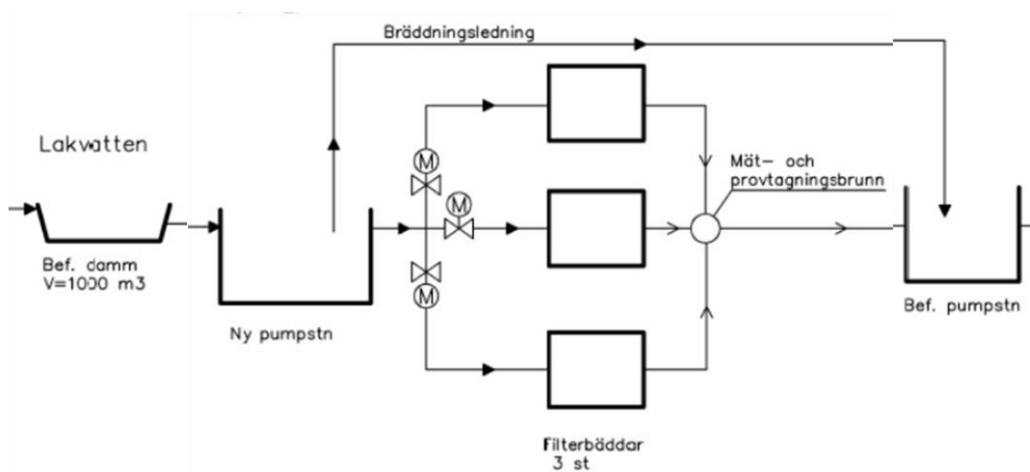 Bräddningsledning
Lakvatten
M
Mät- och
provtagningsbrunn
M
Bef. damm
V=1000 m3
M
Ny pumpstn
Bef. pumpstn
Filterbäddar
3 st